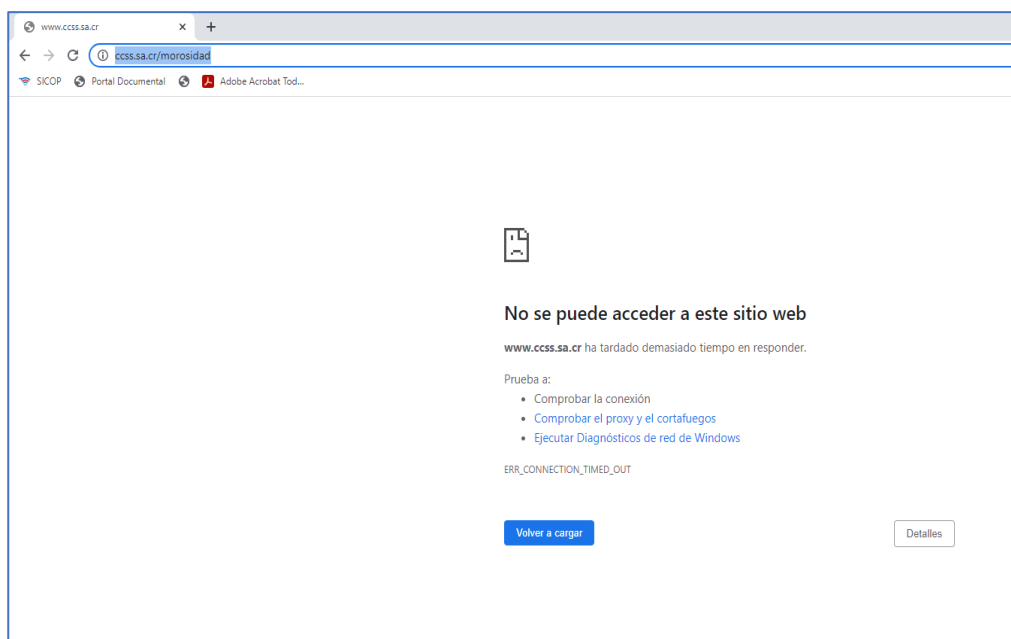 www.ccss.sa.cr
ccss.sa.cr/morosidad
SICOP Portal Documental Adobe Acrobat Tod...
No se puede acceder a este sitio web
www.ccss.sa.cr ha tardado demasiado tiempo en responder.
Prueba a:
• Comprobar la conexión
• Comprobar el proxy y el cortafuegos
• Ejecutar Diagnósticos de red de Windows
ERR_CONNECTION_TIMED_OUT
Volver a cargar Detalles